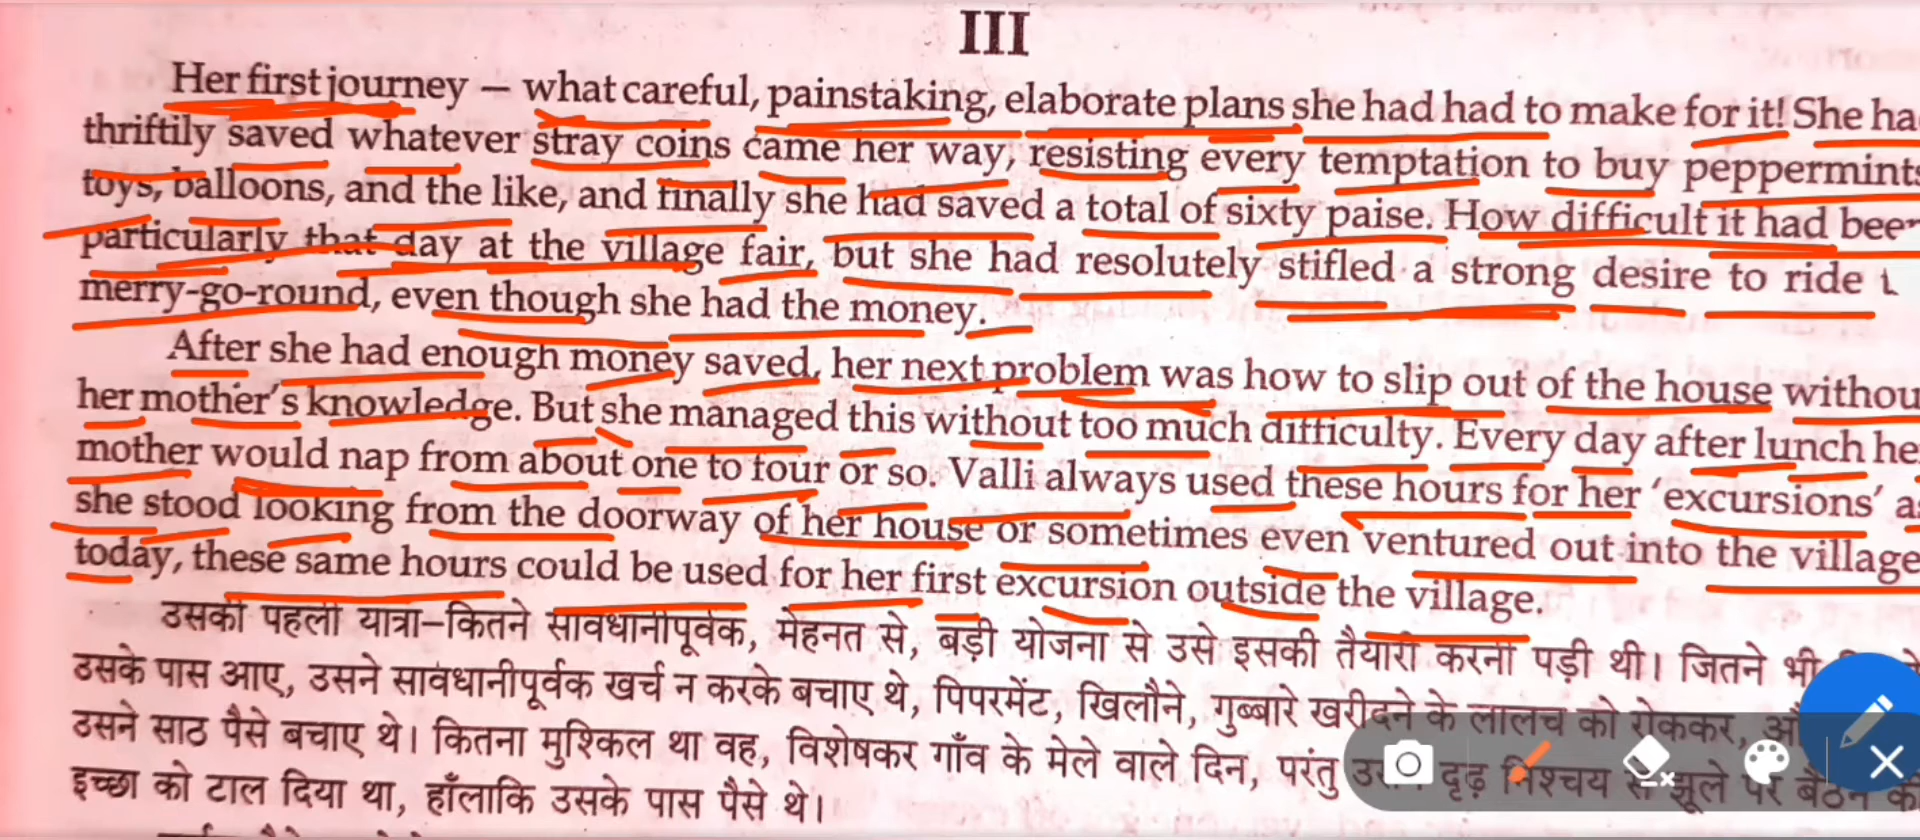 III
Her first journey – what careful, painstaking, elaborate plans she had had to make for it! She ha
thriftily saved whatever stray coins came her way, resisting every temptation to buy peppermints
toys, balloons, and the like, and finally she had saved a total of sixty paise. How difficult it had bee
particularly that day at the village fair, but she had resolutely stifled a strong desire to ride
merry-go-round, even though she had the money.
After she had enough money saved, her next problem was how to slip out of the house withou
her mother's knowledge. But she managed this without too much difficulty. Every day after lunch he
mother would nap from about one to four or so. Valli always used these hours for her 'excursions' as
she stood looking from the doorway of her house or sometimes even ventured out into the village
today, these same hours could be used for her first excursion outside the village.
उसकी पहली यात्रा–कितने सावधानीपूर्वक, मेहनत से, बड़ी योजना से उसे इसकी तैयारी करनी पड़ी थी। जितने भी
उसके पास आए, उसने सावधानीपूर्वक खर्च न करके बचाए थे, पिपरमेंट, खिलौने, गुब्बारे खरीदने के लालच को रोककर,
उसने साठ पैसे बचाए थे। कितना मुश्किल था वह, विशेषकर गाँव के मेले वाले दिन, परंतु दृढ़ निश्चय से झूले पर बैठने की
इच्छा को टाल दिया था, हाँलाकि उसके पास पैसे थे।